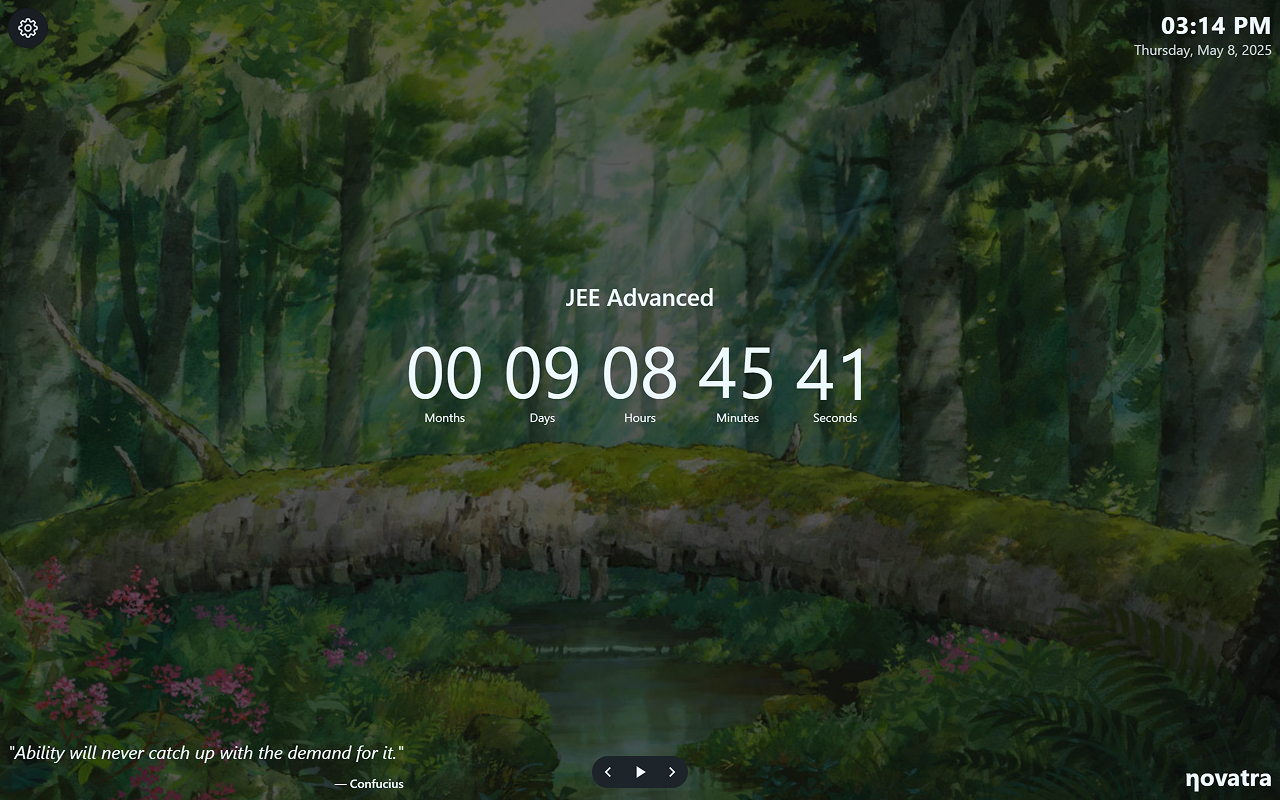 03:14 PM
Thursday, May 8, 2025
JEE Advanced
00 09 08 45 41
Months Days Hours Minutes Seconds
"Ability will never catch up with the demand for it."
— Confucius
novatra